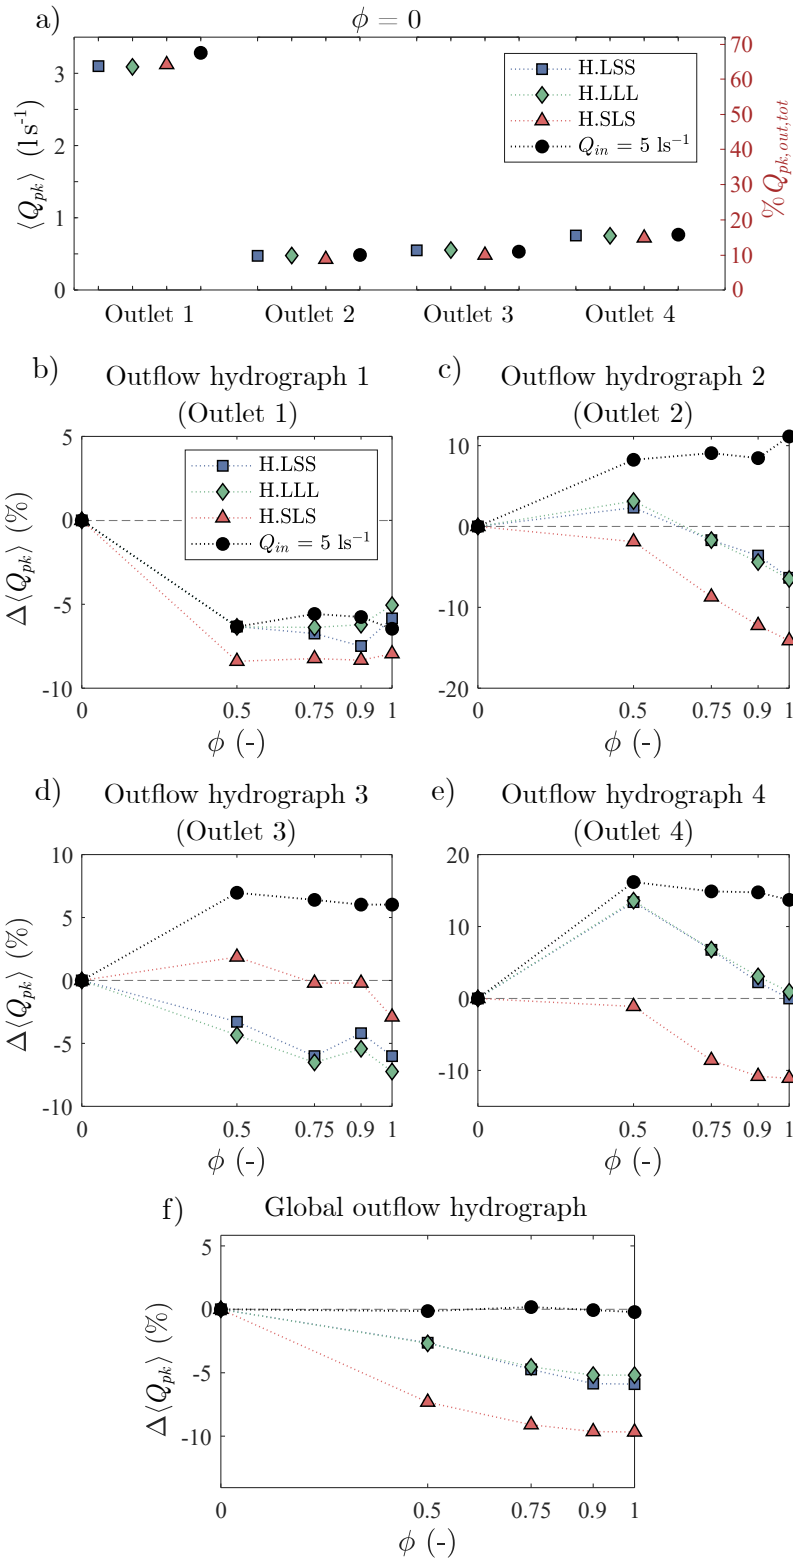 a)
ϕ = 0
3
2
1
0
⟨Q_pk⟩ (ls⁻¹)
70
60
50
40
30
20
10
0
% Q_pk,out,tot
H.LSS
H.LLL
H.SLS
Q_in = 5 ls⁻¹
Outlet 1 Outlet 2 Outlet 3 Outlet 4
b) Outflow hydrograph 1
(Outlet 1)
5
0
-5
-10
Δ⟨Q_pk⟩ (%)
H.LSS
H.LLL
H.SLS
Q_in = 5 ls⁻¹
0 0.5 0.75 0.9 1
ϕ (-)
c) Outflow hydrograph 2
(Outlet 2)
10
0
-10
-20
0 0.5 0.75 0.9 1
ϕ (-)
d) Outflow hydrograph 3
(Outlet 3)
10
5
0
-5
-10
Δ⟨Q_pk⟩ (%)
0 0.5 0.75 0.9 1
ϕ (-)
e) Outflow hydrograph 4
(Outlet 4)
20
10
0
-10
0 0.5 0.75 0.9 1
ϕ (-)
f) Global outflow hydrograph
5
0
-5
-10
Δ⟨Q_pk⟩ (%)
0 0.5 0.75 0.9 1
ϕ (-)